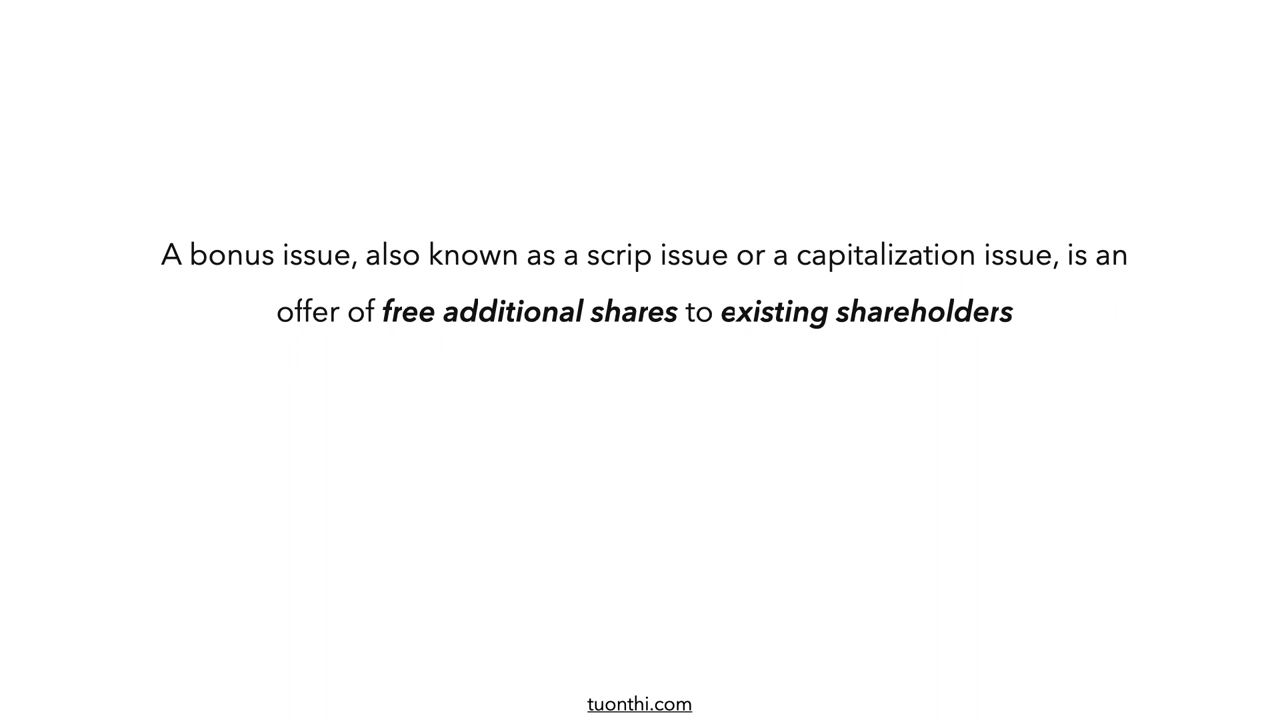 A bonus issue, also known as a scrip issue or a capitalization issue, is an
offer of free additional shares to existing shareholders
tuonthi.com